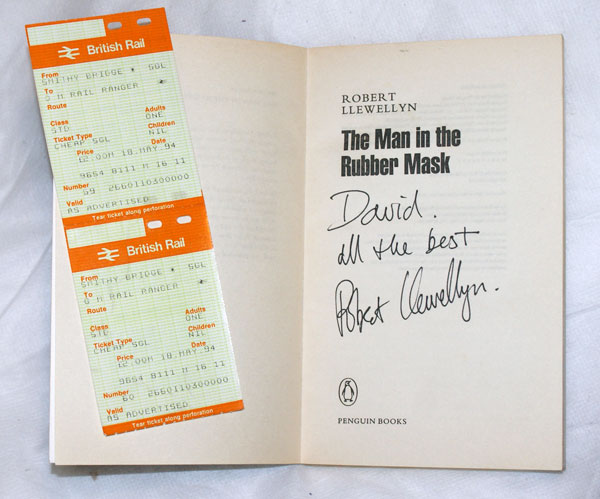 British Rail
From
SMITHY BRIDGE * SGL
To
G M RAIL RANGER *
Route
Class Adults
STD ONE
Ticket Type Children
CHEAP SGL NIL
Price Date
£2.00M 18.MAY.94
9654 8111 M 16 11
Number 59 2660110300000
Valid
AS ADVERTISED
Tear ticket along perforation
British Rail
From
SMITHY BRIDGE * SGL
To
G M RAIL RANGER *
Route
Class Adults
STD ONE
Ticket Type Children
CHEAP SGL NIL
Price Date
£2.00M 18.MAY.94
9654 8111 M 16 11
Number 60 2660110300000
Valid
AS ADVERTISED
Tear ticket along perforation
ROBERT
LLEWELLYN
The Man in the
Rubber Mask
David.
all the best
Robert Llewellyn.
PENGUIN BOOKS